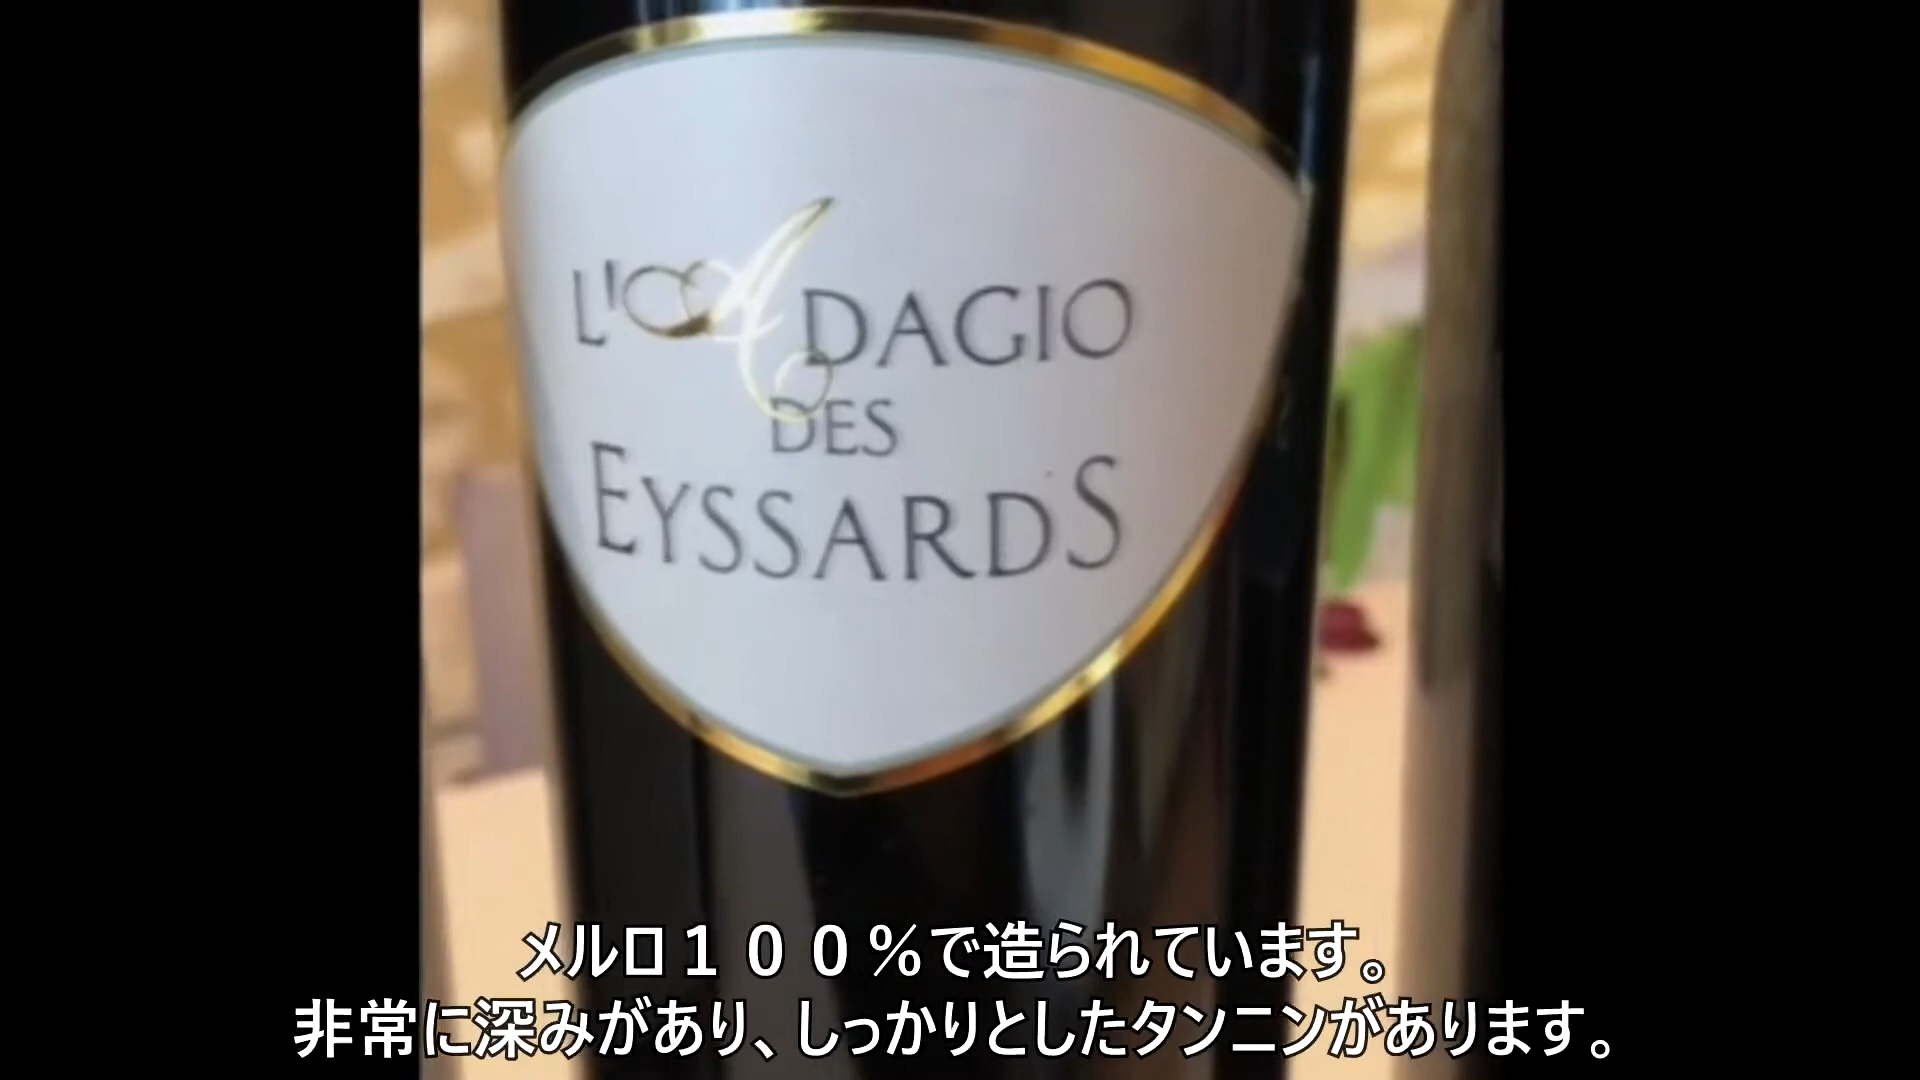 L'ADAGIO
DES
EYSSARDS
メルロ１００％で造られています。
非常に深みがあり、しっかりとしたタンニンがあります。